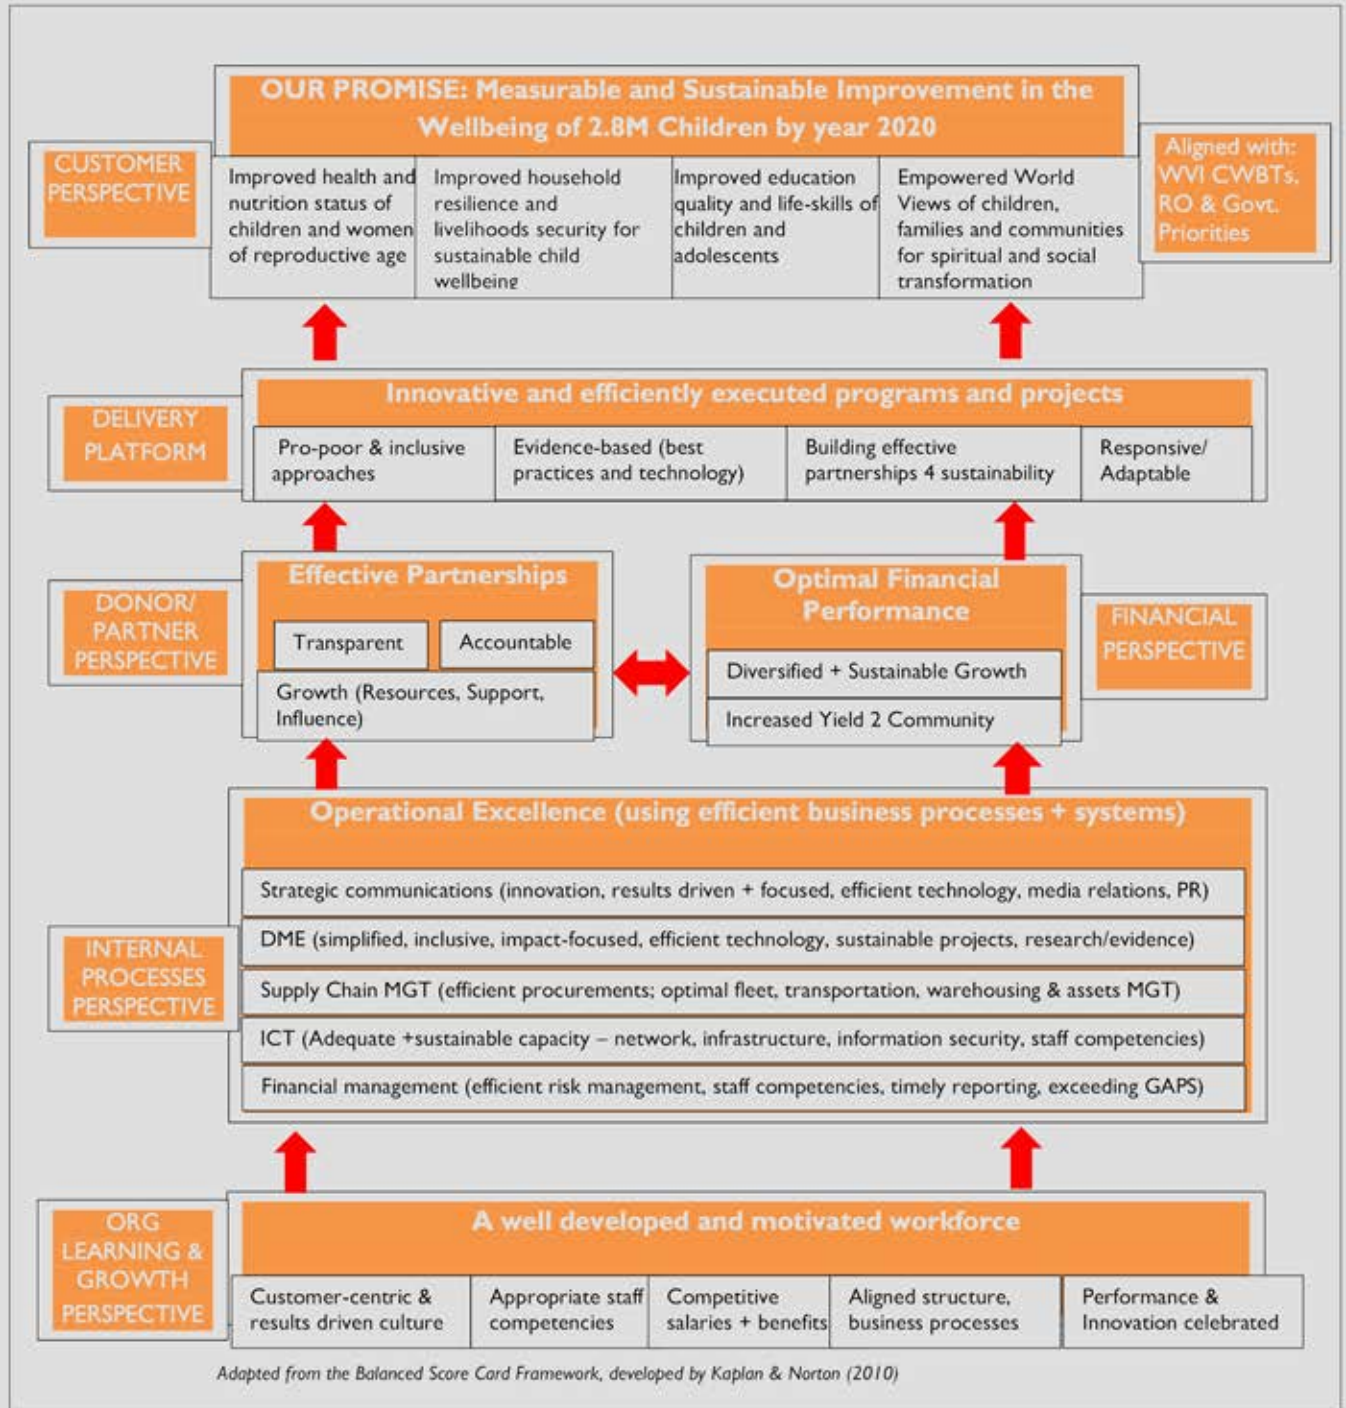 OUR PROMISE: Measurable and Sustainable Improvement in the
Wellbeing of 2.8M Children by year 2020
CUSTOMER
PERSPECTIVE
Improved health and
nutrition status of
children and women
of reproductive age
Improved household
resilience and
livelihoods security for
sustainable child
wellbeing
Improved education
quality and life-skills of
children and
adolescents
Empowered World
Views of children,
families and communities
for spiritual and social
transformation
Aligned with:
WVI CWBTs,
RO & Govt.
Priorities
DELIVERY
PLATFORM
Innovative and efficiently executed programs and projects
Pro-poor & inclusive
approaches
Evidence-based (best
practices and technology)
Building effective
partnerships 4 sustainability
Responsive/
Adaptable
DONOR/
PARTNER
PERSPECTIVE
Effective Partnerships
Transparent
Accountable
Growth (Resources, Support,
Influence)
Optimal Financial
Performance
Diversified + Sustainable Growth
Increased Yield 2 Community
FINANCIAL
PERSPECTIVE
INTERNAL
PROCESSES
PERSPECTIVE
Operational Excellence (using efficient business processes + systems)
Strategic communications (innovation, results driven + focused, efficient technology, media relations, PR)
DME (simplified, inclusive, impact-focused, efficient technology, sustainable projects, research/evidence)
Supply Chain MGT (efficient procurements; optimal fleet, transportation, warehousing & assets MGT)
ICT (Adequate +sustainable capacity – network, infrastructure, information security, staff competencies)
Financial management (efficient risk management, staff competencies, timely reporting, exceeding GAPS)
ORG
LEARNING &
GROWTH
PERSPECTIVE
A well developed and motivated workforce
Customer-centric &
results driven culture
Appropriate staff
competencies
Competitive
salaries + benefits
Aligned structure,
business processes
Performance &
Innovation celebrated
Adapted from the Balanced Score Card Framework, developed by Kaplan & Norton (2010)